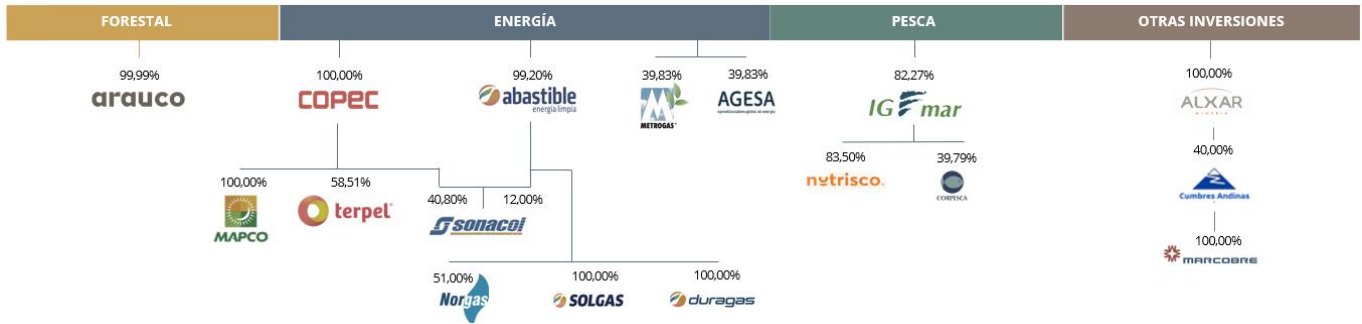 FORESTAL
ENERGÍA
PESCA
OTRAS INVERSIONES
99,99%
arauco
100,00%
COPEC
99,20%
abastible
energía limpia
39,83%
METROGAS
39,83%
AGESA
82,27%
IG mar
100,00%
ALXAR
MINERIA
100,00%
MAPCO
58,51%
terpel
40,80%
12,00%
sonacol
83,50%
nutrisco.
39,79%
CORPESCA
40,00%
Cumbres Andinas
51,00%
Norgas
100,00%
SOLGAS
100,00%
duragas
100,00%
MARCOBRE